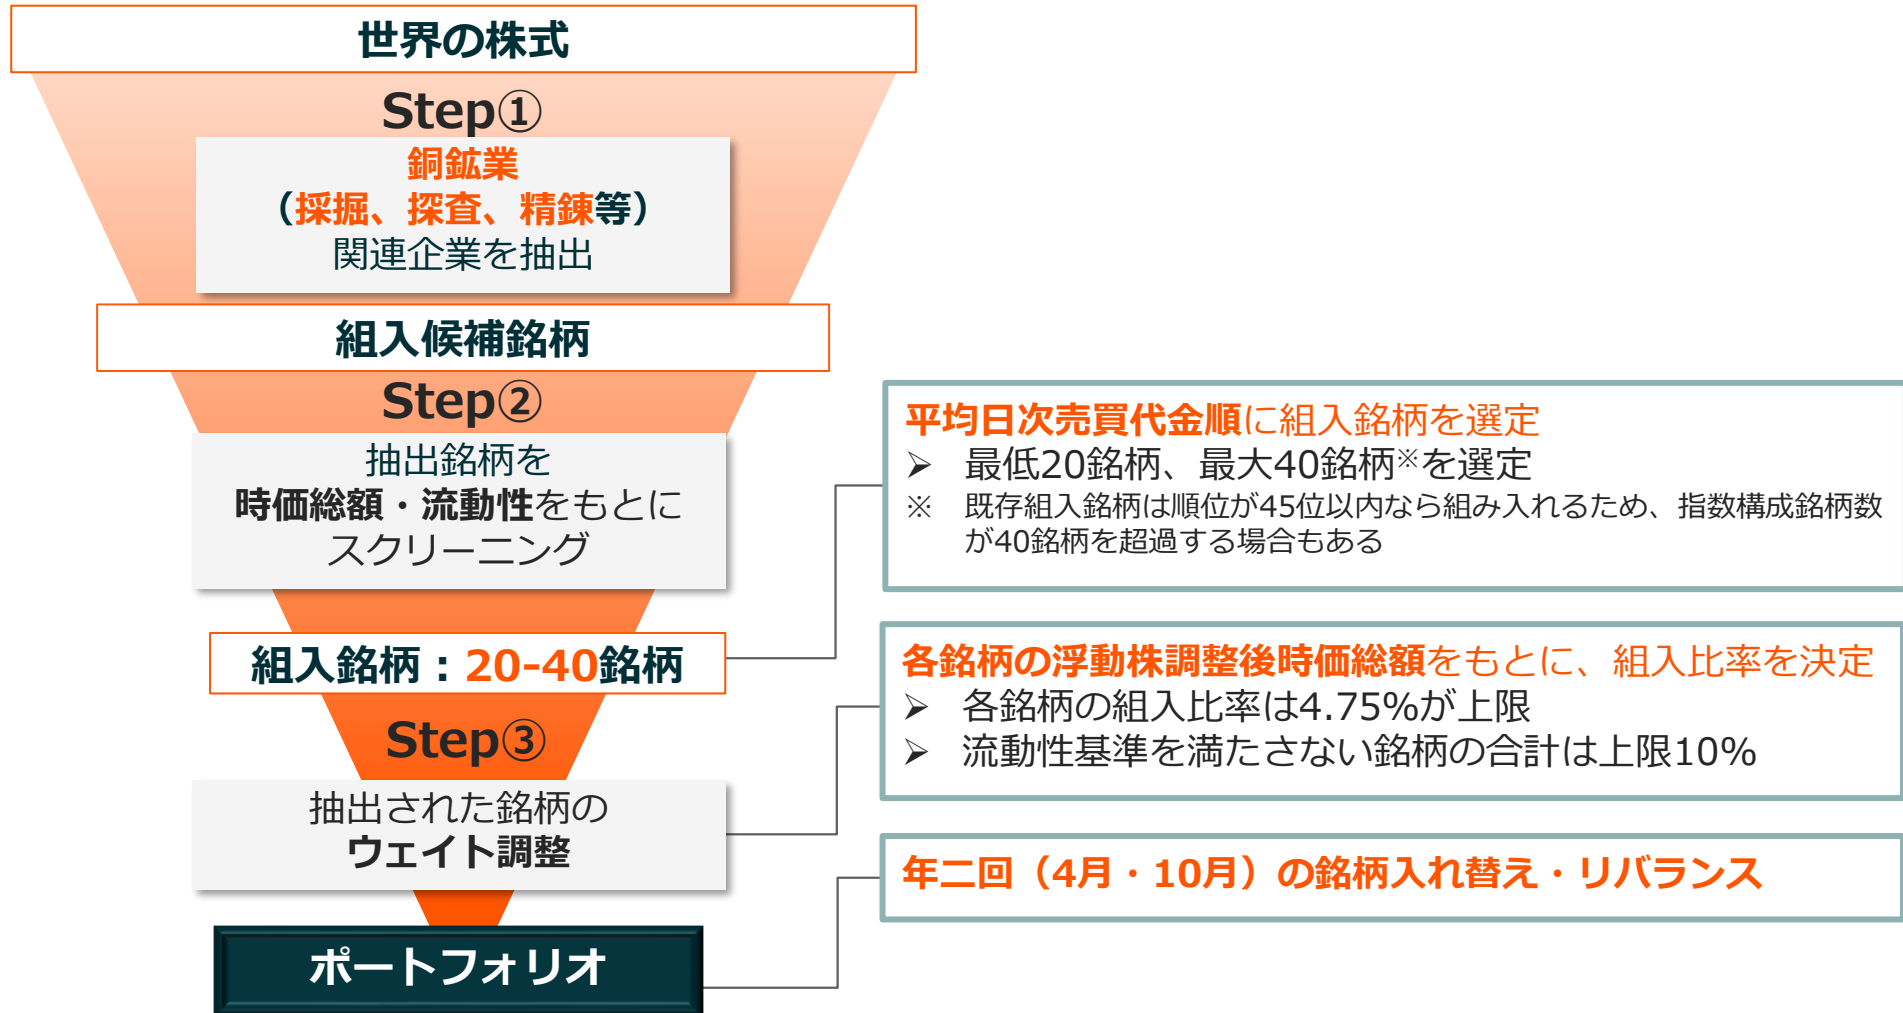 世界の株式
Step①
銅鉱業
（採掘、探査、精錬等）
関連企業を抽出
組入候補銘柄
Step②
抽出銘柄を
時価総額・流動性をもとに
スクリーニング
組入銘柄：20-40銘柄
Step③
抽出された銘柄の
ウェイト調整
ポートフォリオ
平均日次売買代金順に組入銘柄を選定
➢ 最低20銘柄、最大40銘柄※を選定
※ 既存組入銘柄は順位が45位以内なら組み入れるため、指数構成銘柄数
が40銘柄を超過する場合もある
各銘柄の浮動株調整後時価総額をもとに、組入比率を決定
➢ 各銘柄の組入比率は4.75%が上限
➢ 流動性基準を満たさない銘柄の合計は上限10%
年二回（4月・10月）の銘柄入れ替え・リバランス